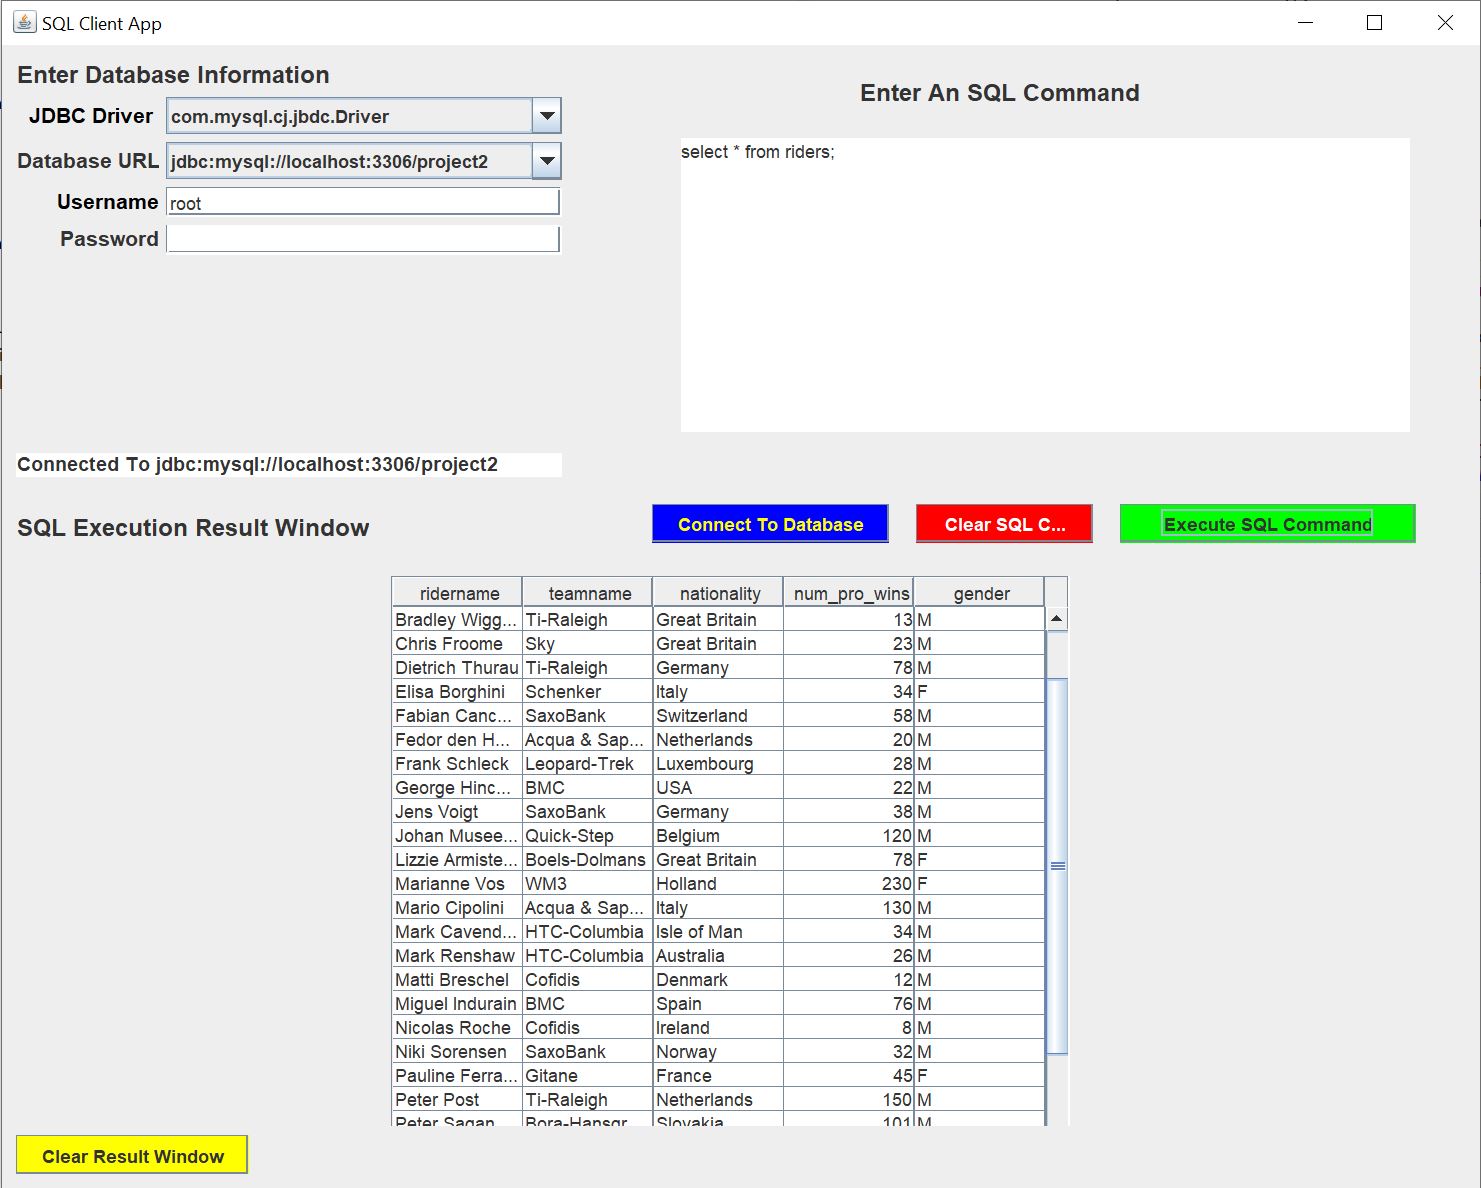 SQL Client App
Enter Database Information
JDBC Driver com.mysql.cj.jbdc.Driver
Database URL jdbc:mysql://localhost:3306/project2
Username root
Password
Enter An SQL Command
select * from riders;
Connected To jdbc:mysql://localhost:3306/project2
SQL Execution Result Window
Connect To Database Clear SQL C... Execute SQL Command
ridername teamname nationality num_pro_wins gender
Bradley Wigg... Ti-Raleigh Great Britain 13 M
Chris Froome Sky Great Britain 23 M
Dietrich Thurau Ti-Raleigh Germany 78 M
Elisa Borghini Schenker Italy 34 F
Fabian Canc... SaxoBank Switzerland 58 M
Fedor den H... Acqua & Sap... Netherlands 20 M
Frank Schleck Leopard-Trek Luxembourg 28 M
George Hinc... BMC USA 22 M
Jens Voigt SaxoBank Germany 38 M
Johan Musee... Quick-Step Belgium 120 M
Lizzie Armiste... Boels-Dolmans Great Britain 78 F
Marianne Vos WM3 Holland 230 F
Mario Cipolini Acqua & Sap... Italy 130 M
Mark Cavend... HTC-Columbia Isle of Man 34 M
Mark Renshaw HTC-Columbia Australia 26 M
Matti Breschel Cofidis Denmark 12 M
Miguel Indurain BMC Spain 76 M
Nicolas Roche Cofidis Ireland 8 M
Niki Sorensen SaxoBank Norway 32 M
Pauline Ferra... Gitane France 45 F
Peter Post Ti-Raleigh Netherlands 150 M
Peter Sagan Bora-Hansgr... Slovakia 101 M
Clear Result Window